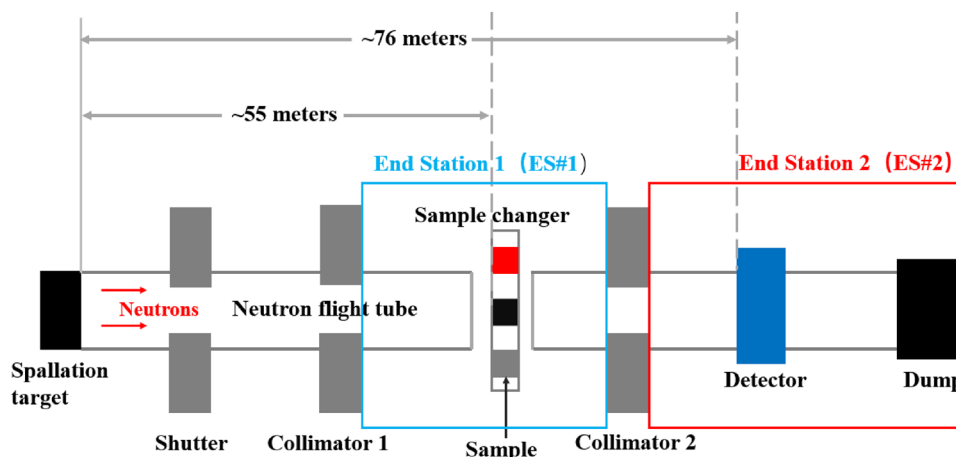 ~76 meters
~55 meters
End Station 1（ES#1）
End Station 2（ES#2）
Sample changer
Neutrons
Neutron flight tube
Spallation
target
Shutter
Collimator 1
Sample
Collimator 2
Detector
Dump